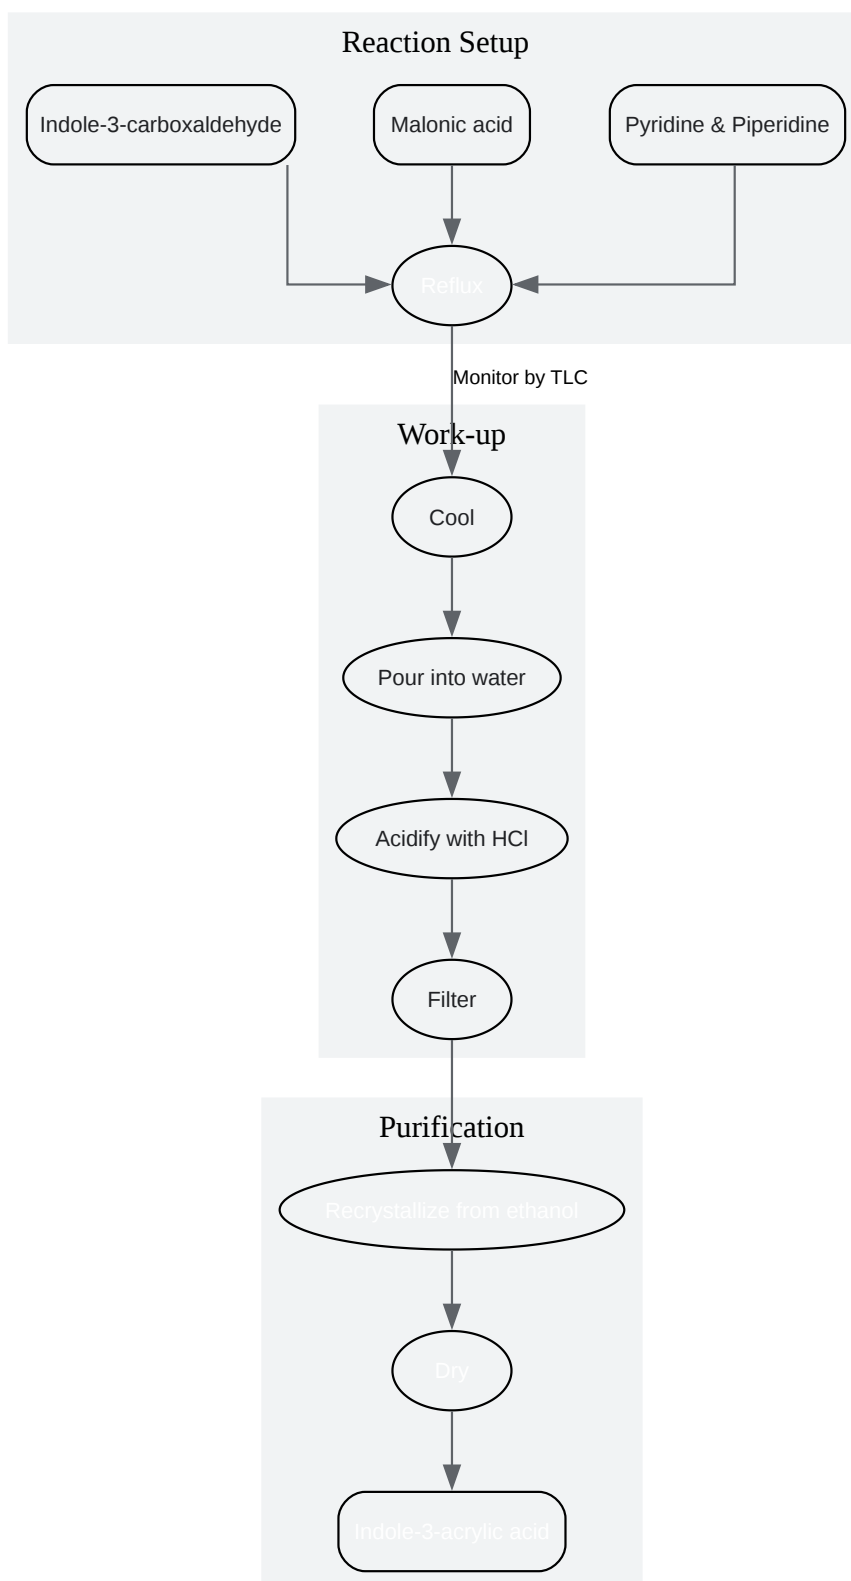 Reaction Setup
Indole-3-carboxaldehyde
Malonic acid
Pyridine & Piperidine
Reflux
Monitor by TLC
Work-up
Cool
Pour into water
Acidify with HCl
Filter
Purification
Recrystallize from ethanol
Dry
Indole-3-acrylic acid